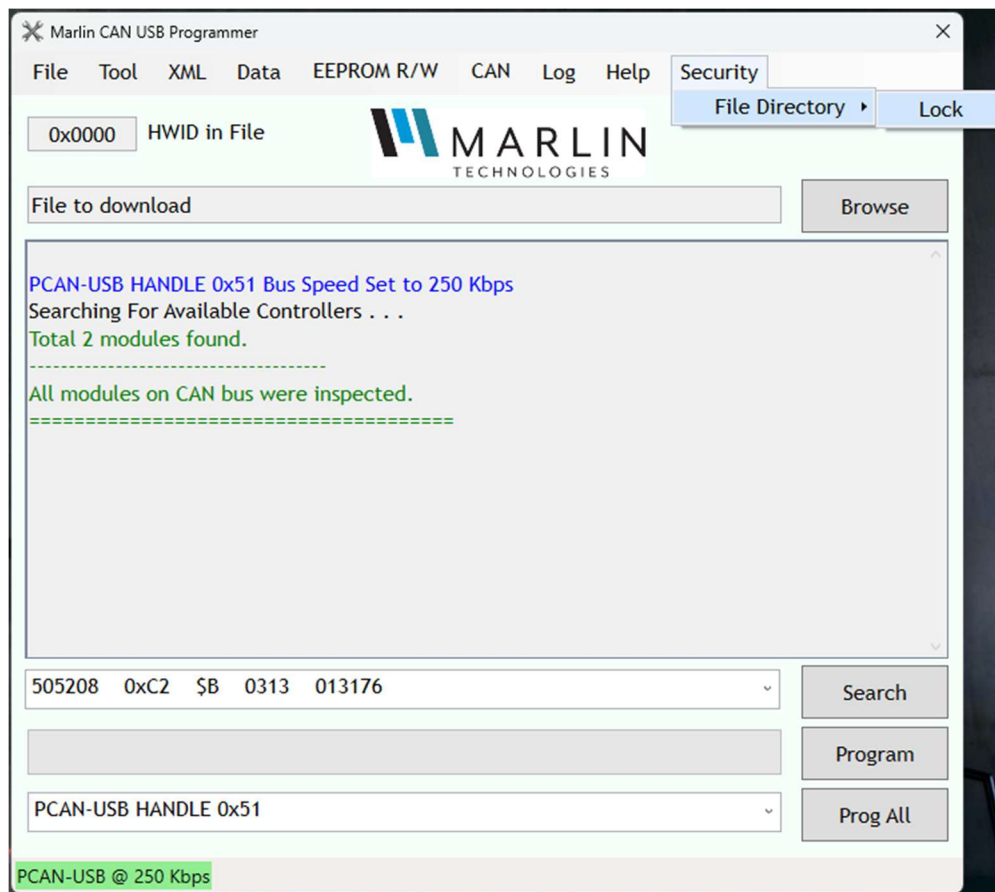 Marlin CAN USB Programmer
File Tool XML Data EEPROM R/W CAN Log Help Security
File Directory Lock
0x0000 HWID in File
MARLIN
TECHNOLOGIES
File to download Browse
PCAN-USB HANDLE 0x51 Bus Speed Set to 250 Kbps
Searching For Available Controllers . . .
Total 2 modules found.
------------------------------------
All modules on CAN bus were inspected.
======================================
505208 0xC2 $B 0313 013176 Search
Program
PCAN-USB HANDLE 0x51 Prog All
PCAN-USB @ 250 Kbps